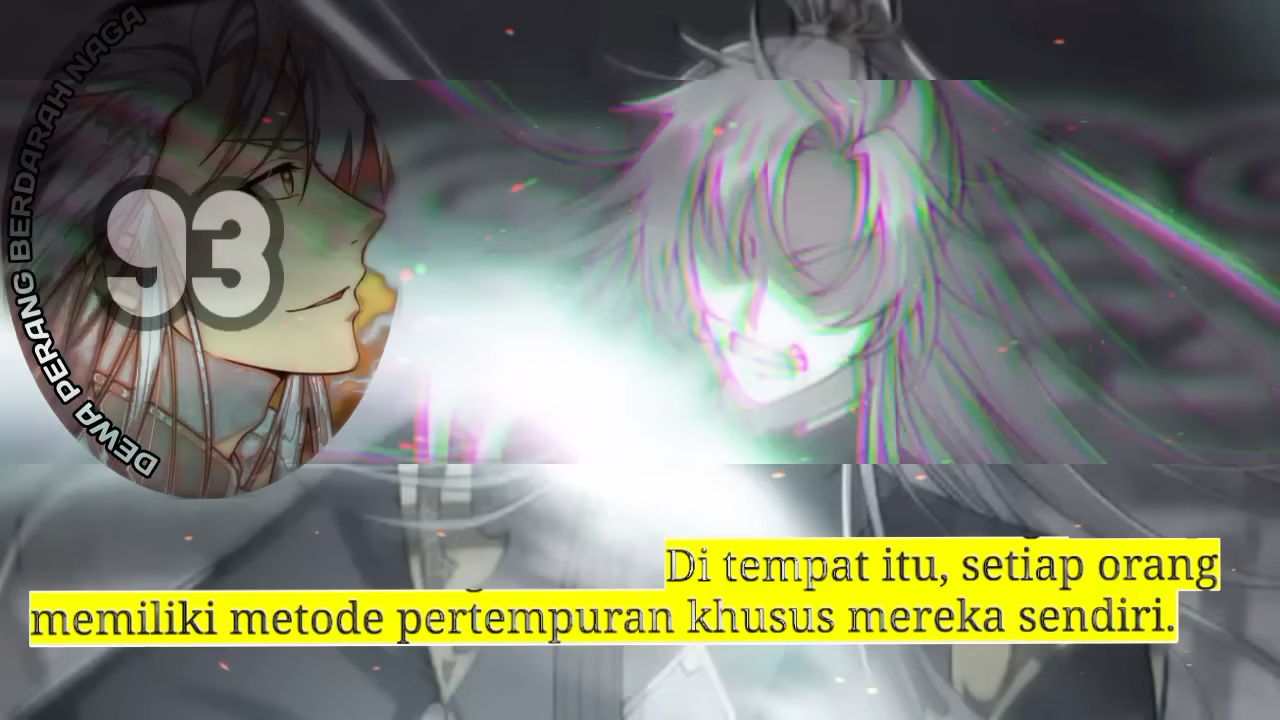 DEWA PERANG BERDARAH NAGA
93
Di tempat itu, setiap orang
memiliki metode pertempuran khusus mereka sendiri.